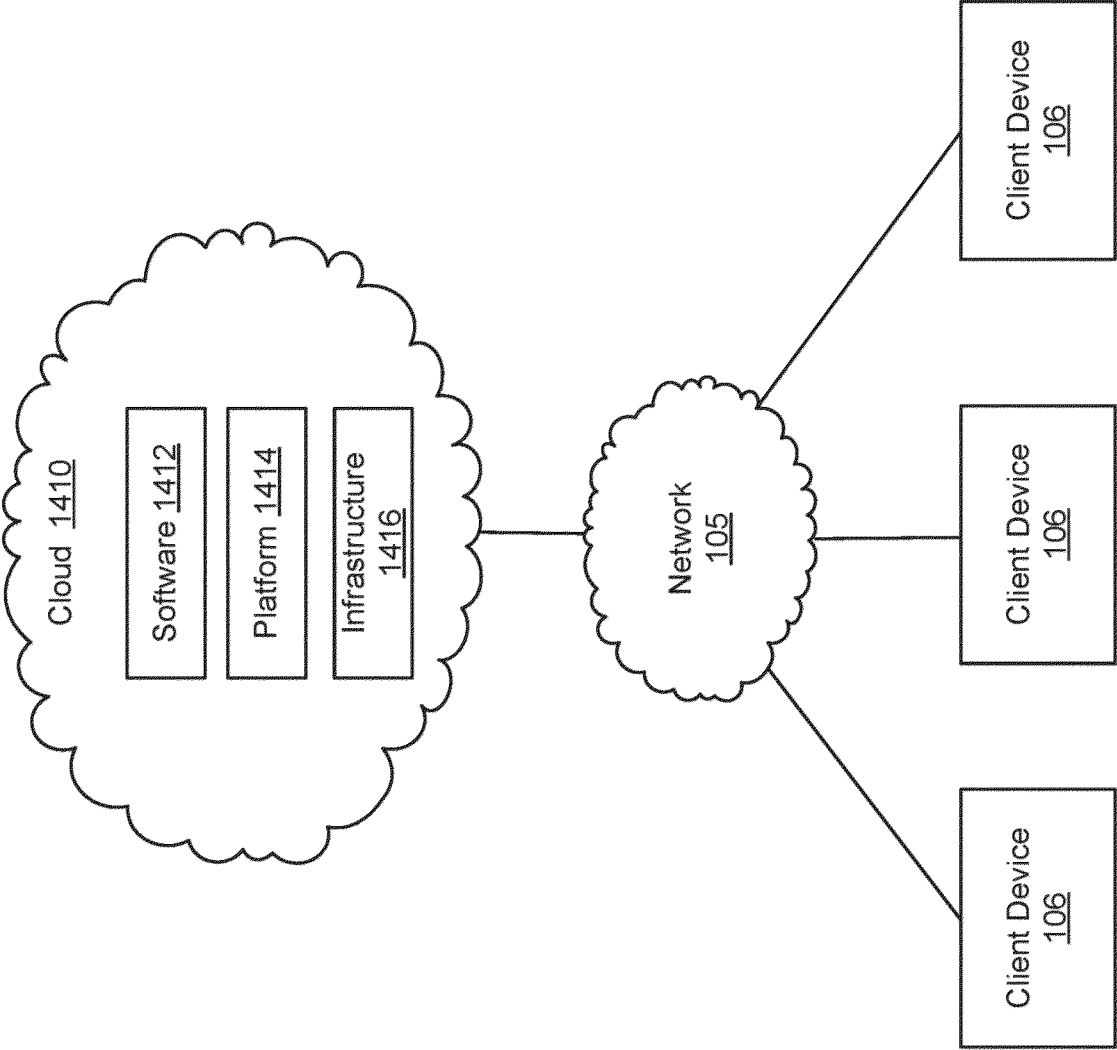 Cloud 1410
Software 1412
Platform 1414
Infrastructure
1416
Network
105
Client Device
106
Client Device
106
Client Device
106